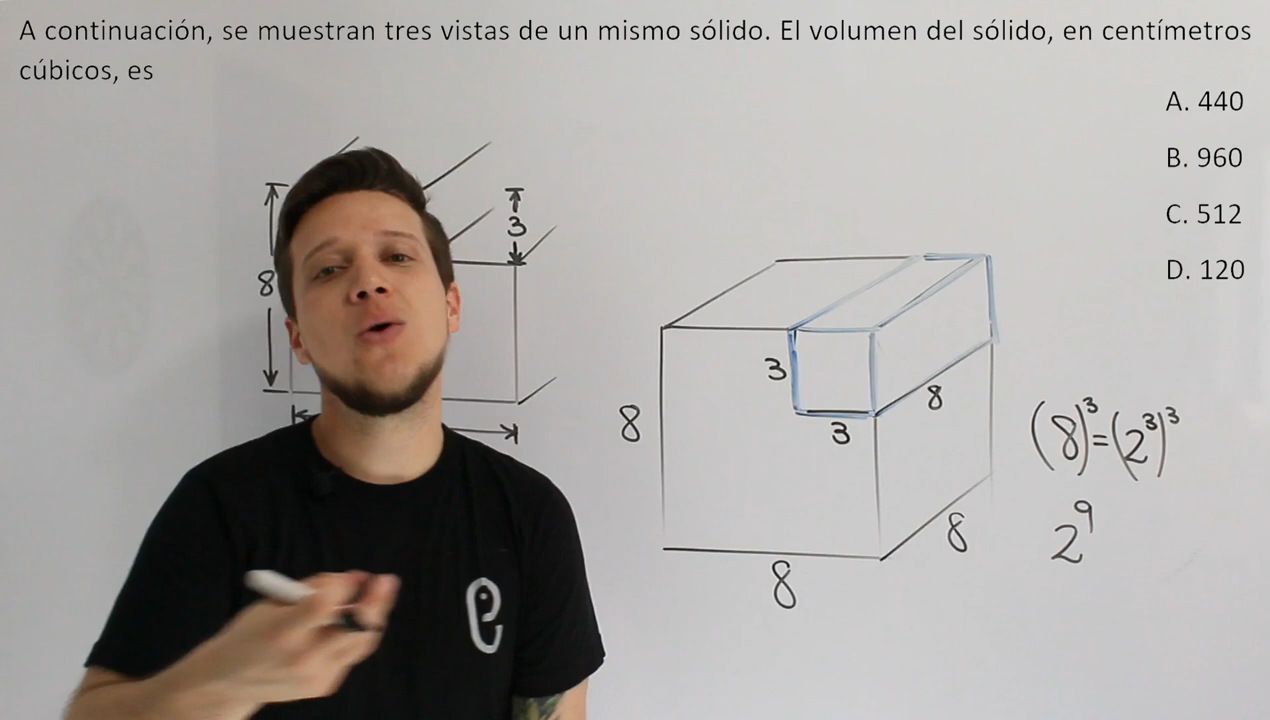 A continuación, se muestran tres vistas de un mismo sólido. El volumen del sólido, en centímetros
cúbicos, es
A. 440
B. 960
C. 512
D. 120
3
8
3
3
8
8
8
8
(8)³=(2³)³
2⁹
e